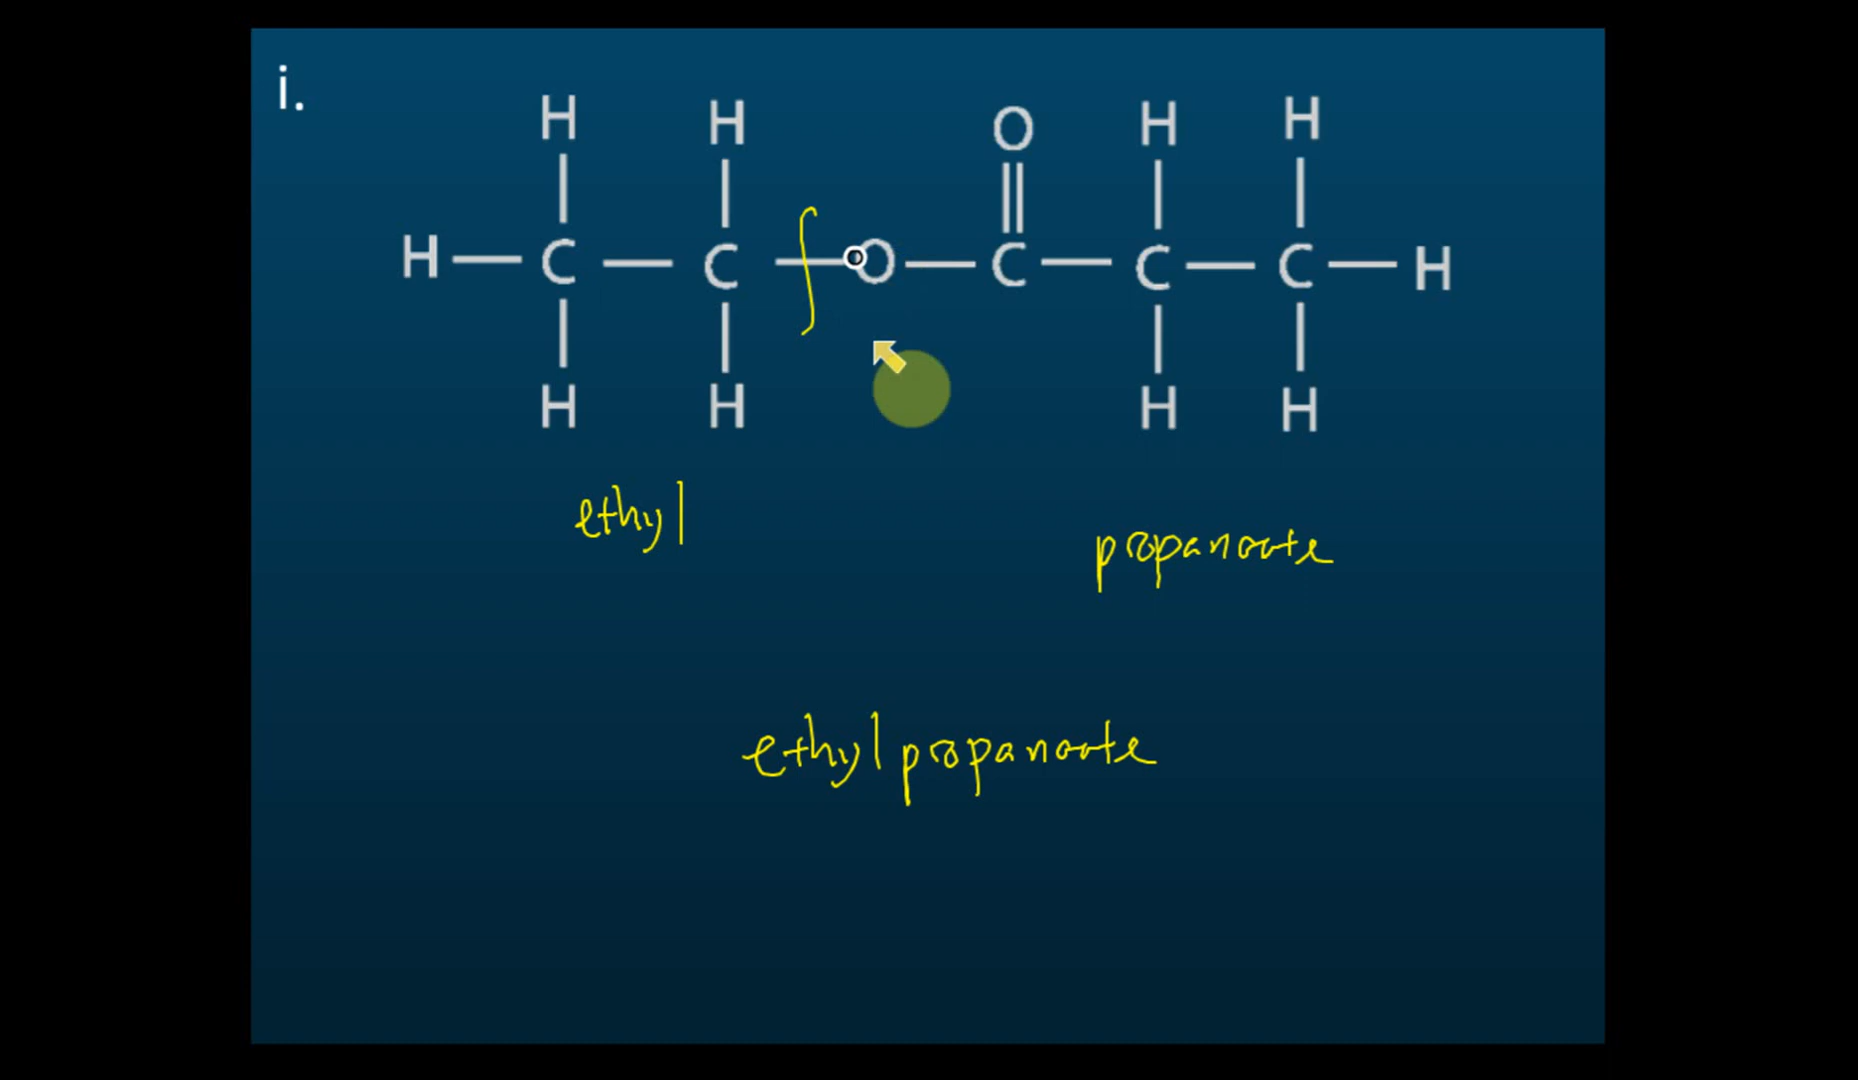 i.
H H O H H
H — C — C — O — C — C — C — H
H H H H
ethyl
propanoate
ethyl propanoate